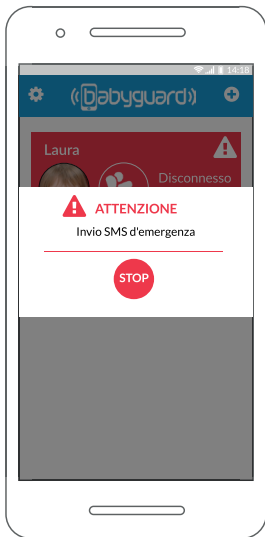 14:18
babyguard
Laura
Disconnesso
ATTENZIONE
Invio SMS d'emergenza
STOP